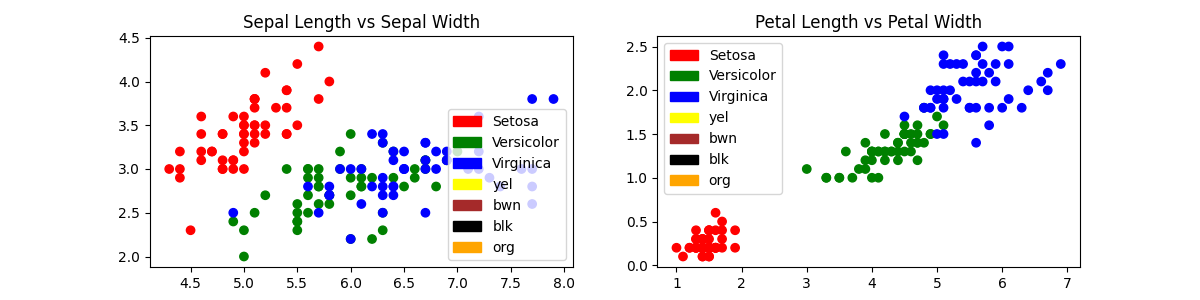 Sepal Length vs Sepal Width
4.5
4.0
3.5
3.0
2.5
2.0
Setosa
Versicolor
Virginica
yel
bwn
blk
org
4.5 5.0 5.5 6.0 6.5 7.0 7.5 8.0
Petal Length vs Petal Width
2.5
2.0
1.5
1.0
0.5
0.0
Setosa
Versicolor
Virginica
yel
bwn
blk
org
1 2 3 4 5 6 7